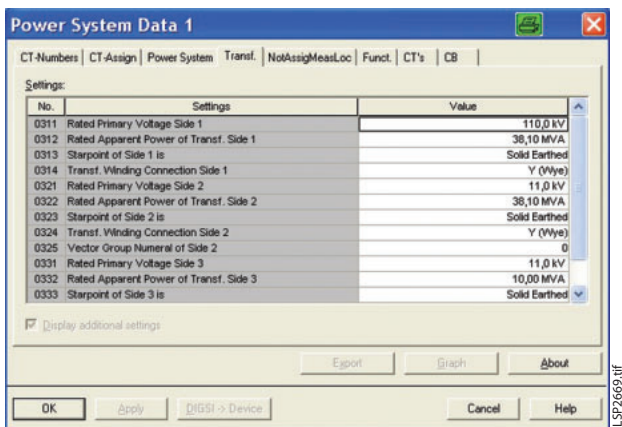 Power System Data 1
CT-Numbers CT-Assign Power System Transf. NotAssigMeasLoc Funct. CT's CB
Settings:
No. Settings Value
0311 Rated Primary Voltage Side 1 110,0 kV
0312 Rated Apparent Power of Transf. Side 1 38,10 MVA
0313 Starpoint of Side 1 is Solid Earthed
0314 Transf. Winding Connection Side 1 Y (Wye)
0321 Rated Primary Voltage Side 2 11,0 kV
0322 Rated Apparent Power of Transf. Side 2 38,10 MVA
0323 Starpoint of Side 2 is Solid Earthed
0324 Transf. Winding Connection Side 2 Y (Wye)
0325 Vector Group Numeral of Side 2 0
0331 Rated Primary Voltage Side 3 11,0 kV
0332 Rated Apparent Power of Transf. Side 3 10,00 MVA
0333 Starpoint of Side 3 is Solid Earthed
Display additional settings
Export Graph About
OK Apply DIGSI -> Device Cancel Help
LSP2669.tif